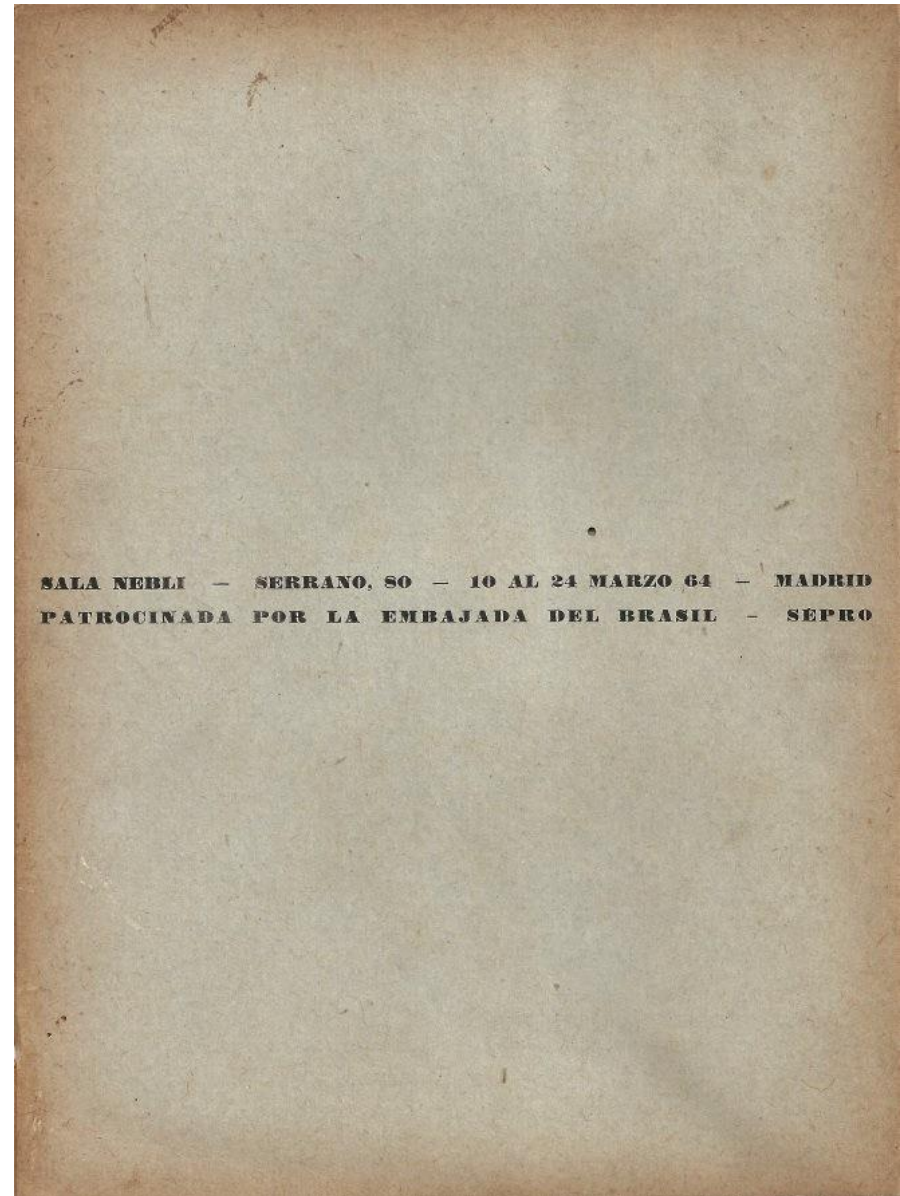 SALA NEBLI — SERRANO, 80 — 10 AL 24 MARZO 64 — MADRID
PATROCINADA POR LA EMBAJADA DEL BRASIL – SEPRO